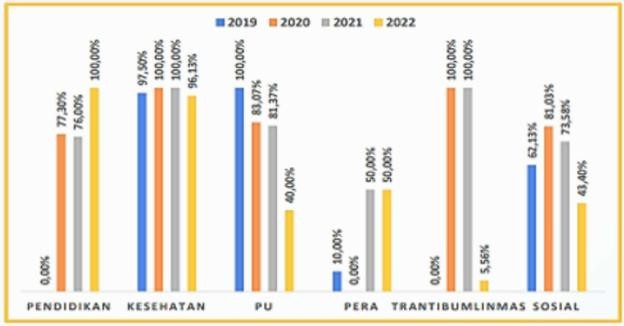 2019 2020 2021 2022
0,00% 77,30% 76,00% 100,00%
97,50% 100,00% 100,00% 96,13%
100,00% 83,07% 81,37% 40,00%
10,00% 0,00% 50,00% 50,00%
0,00% 100,00% 100,00% 5,56%
62,13% 81,03% 73,58% 43,40%
PENDIDIKAN KESEHATAN PU PERA TRANTIBUMLINMAS SOSIAL